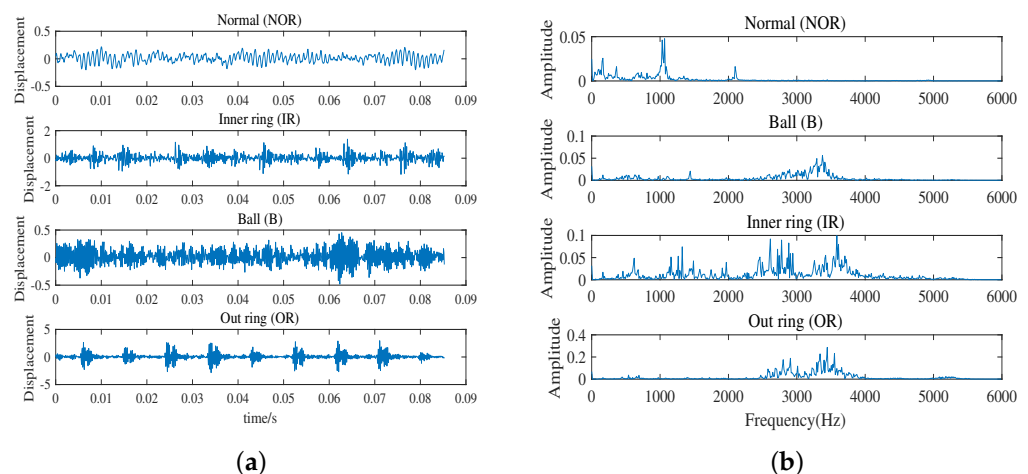 Normal (NOR)
0.5
0
-0.5
Displacement
0 0.01 0.02 0.03 0.04 0.05 0.06 0.07 0.08 0.09
Inner ring (IR)
2
0
-2
Displacement
0 0.01 0.02 0.03 0.04 0.05 0.06 0.07 0.08 0.09
Ball (B)
0.5
0
-0.5
Displacement
0 0.01 0.02 0.03 0.04 0.05 0.06 0.07 0.08 0.09
Out ring (OR)
5
0
-5
Displacement
0 0.01 0.02 0.03 0.04 0.05 0.06 0.07 0.08 0.09
time/s
(a)
Normal (NOR)
0.05
0
Amplitude
0 1000 2000 3000 4000 5000 6000
Ball (B)
0.1
0.05
0
Amplitude
0 1000 2000 3000 4000 5000 6000
Inner ring (IR)
0.1
0.05
0
Amplitude
0 1000 2000 3000 4000 5000 6000
Out ring (OR)
0.4
0.2
0
Amplitude
0 1000 2000 3000 4000 5000 6000
Frequency(Hz)
(b)